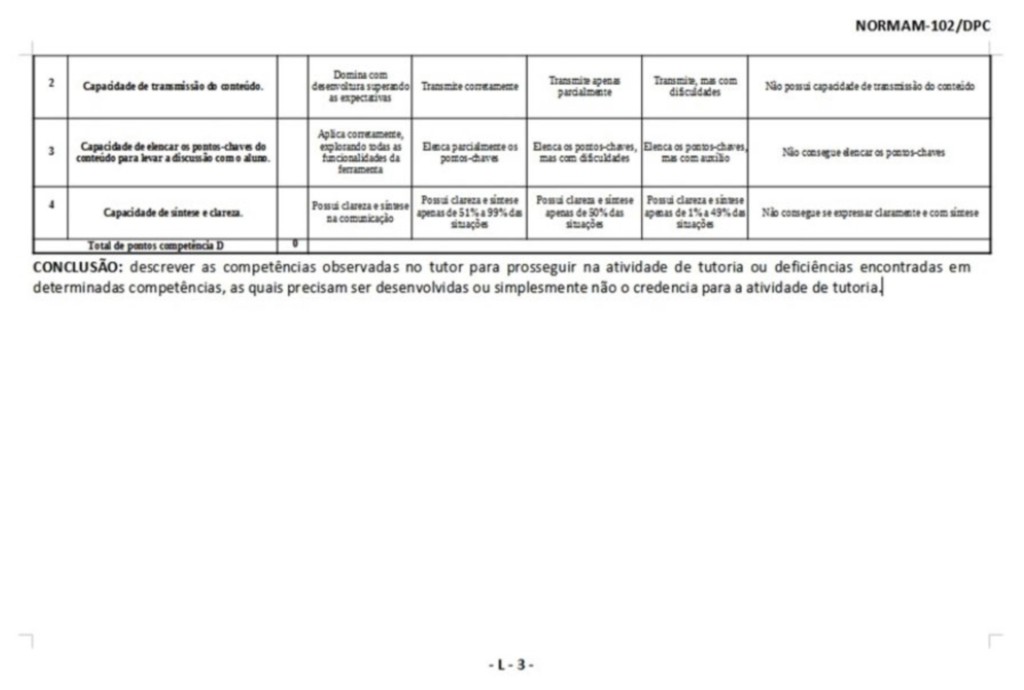 NORMAM-102/DPC
2 Capacidade de transmissão do conteúdo. Domina com desenvoltura superando as expectativas Transmite corretamente Transmite apenas parcialmente Transmite, mas com dificuldades Não possui capacidade de transmissão do conteúdo
3 Capacidade de elencar os pontos-chaves do conteúdo para levar a discussão com o aluno. Aplica corretamente, explorando todas as funcionalidades da ferramenta Elenca parcialmente os pontos-chaves Elenca os pontos-chaves, mas com dificuldades Elenca os pontos-chaves, mas com auxílio Não consegue elencar os pontos-chaves
4 Capacidade de síntese e clareza. Possui clareza e síntese na comunicação Possui clareza e síntese apenas de 51% a 99% das situações Possui clareza e síntese apenas de 50% das situações Possui clareza e síntese apenas de 1% a 49% das situações Não consegue se expressar claramente e com síntese
Total de pontos competência D 0
CONCLUSÃO: descrever as competências observadas no tutor para prosseguir na atividade de tutoria ou deficiências encontradas em
determinadas competências, as quais precisam ser desenvolvidas ou simplesmente não o credencia para a atividade de tutoria.
- L - 3 -